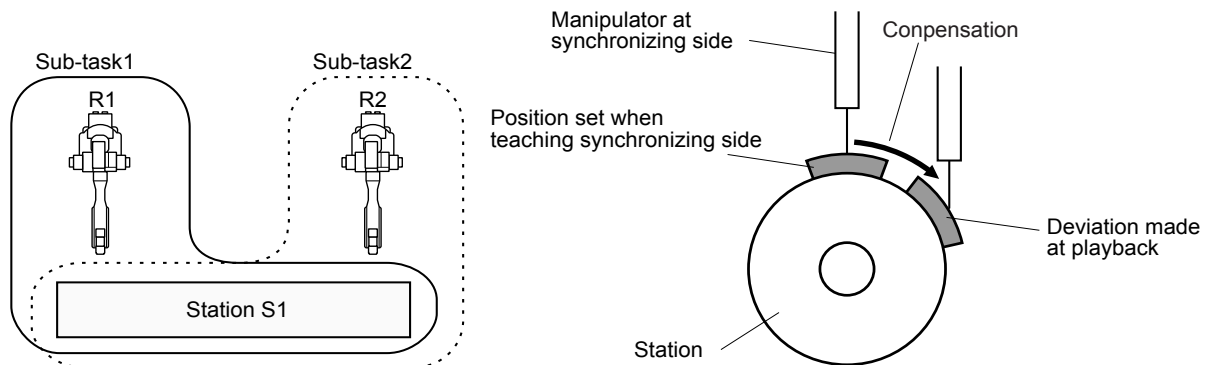 Sub-task1
Sub-task2
R1
R2
Station S1
Manipulator at
synchronizing side
Conpensation
Position set when
teaching synchronizing side
Deviation made
at playback
Station